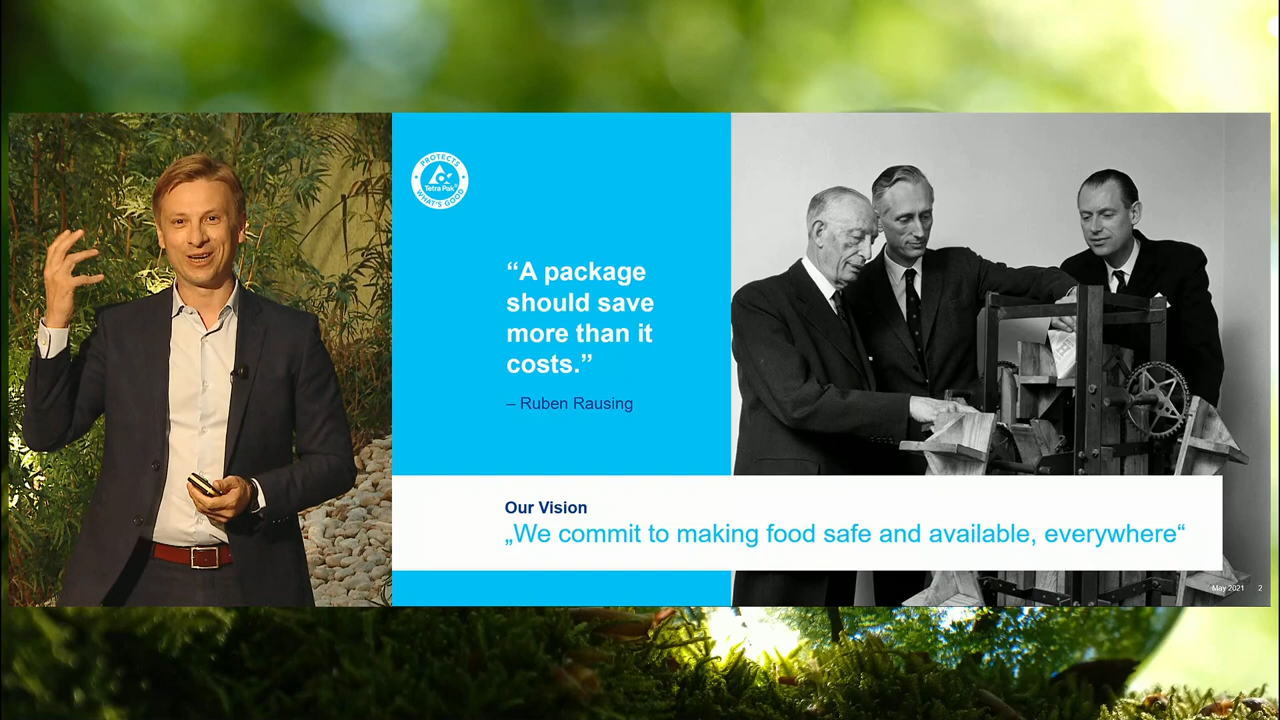 PROTECTS
Tetra Pak®
WHAT'S GOOD
“A package
should save
more than it
costs.”
– Ruben Rausing
Our Vision
„We commit to making food safe and available, everywhere“
May 2021 2